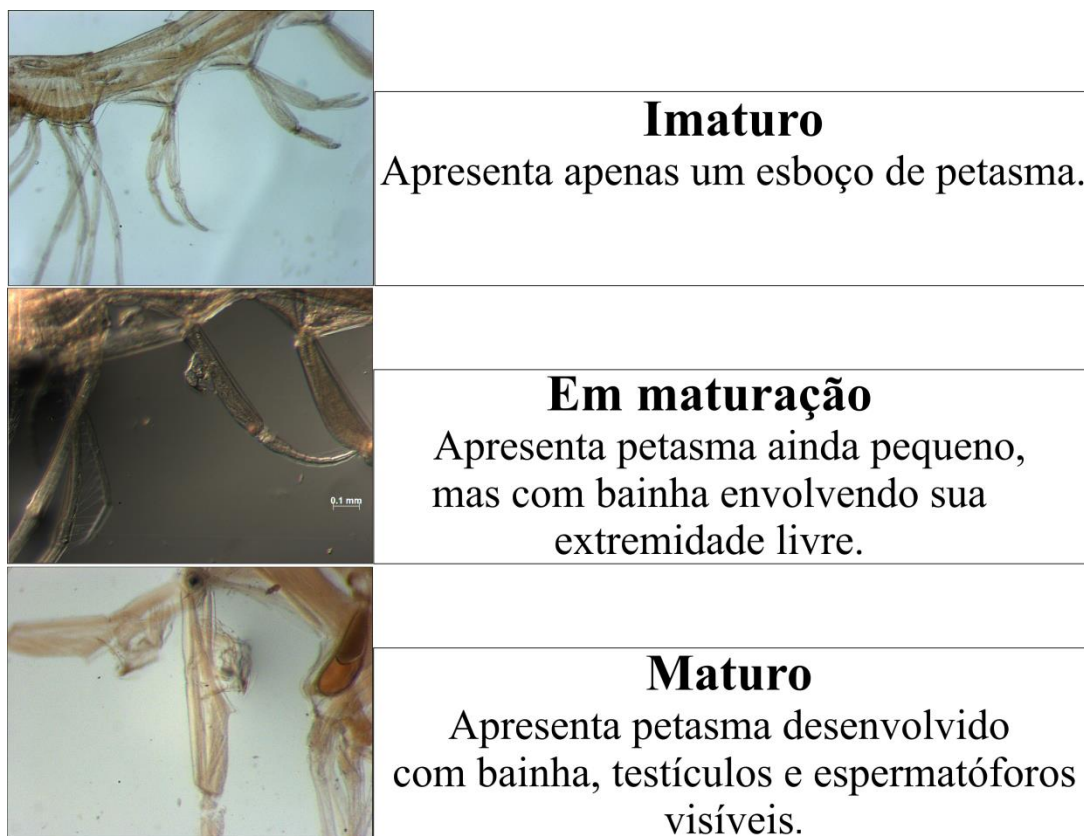 Imaturo
Apresenta apenas um esboço de petasma.
0.1 mm
Em maturação
Apresenta petasma ainda pequeno,
mas com bainha envolvendo sua
extremidade livre.
Maturo
Apresenta petasma desenvolvido
com bainha, testículos e espermatóforos
visíveis.